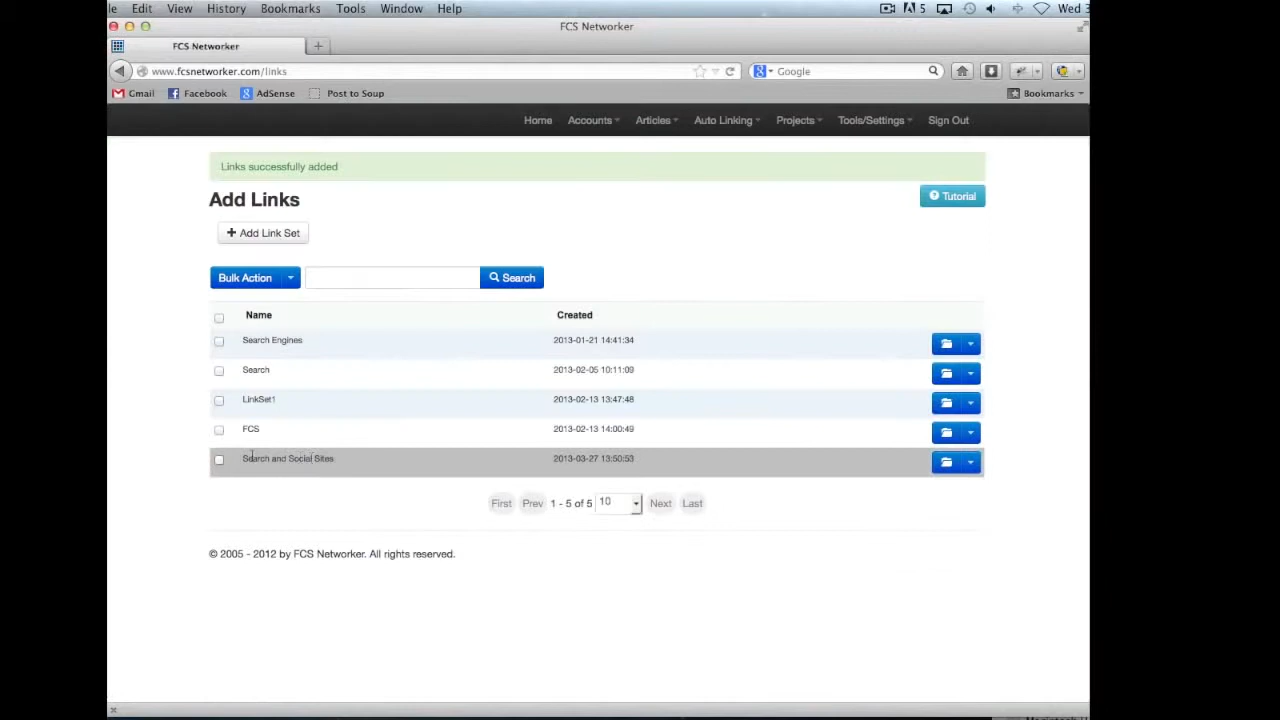 le Edit View History Bookmarks Tools Window Help 5 Wed 3
FCS Networker
FCS Networker
www.fcsnetworker.com/links Google
Gmail Facebook AdSense Post to Soup Bookmarks
Home Accounts Articles Auto Linking Projects Tools/Settings Sign Out
Links successfully added
Add Links Tutorial
+ Add Link Set
Bulk Action Search
Name Created
Search Engines 2013-01-21 14:41:34
Search 2013-02-05 10:11:09
LinkSet1 2013-02-13 13:47:48
FCS 2013-02-13 14:00:49
Search and Social Sites 2013-03-27 13:50:53
First Prev 1 - 5 of 5 10 Next Last
© 2005 - 2012 by FCS Networker. All rights reserved.